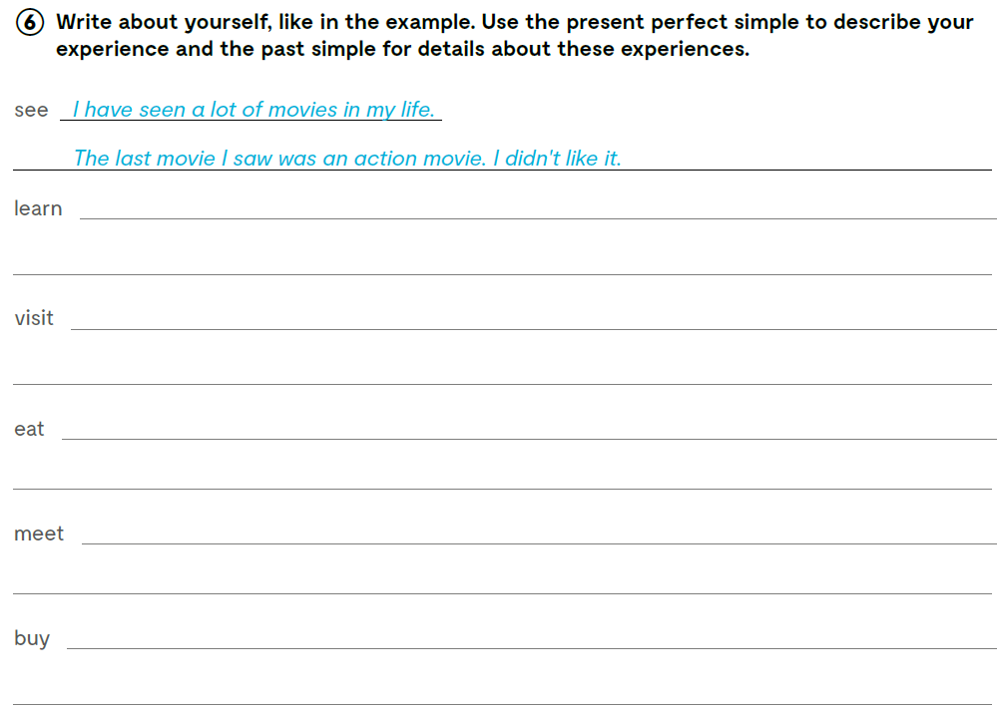 6 Write about yourself, like in the example. Use the present perfect simple to describe your
experience and the past simple for details about these experiences.
see I have seen a lot of movies in my life.
The last movie I saw was an action movie. I didn't like it.
learn
visit
eat
meet
buy